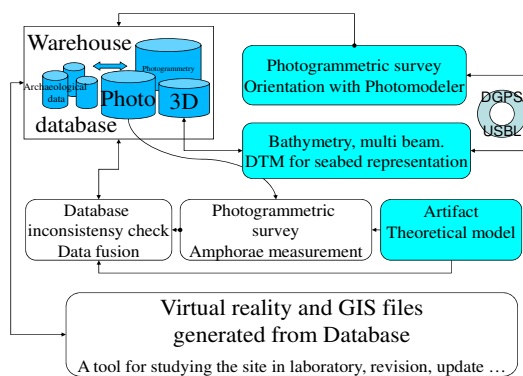 Warehouse
Photogrammetry
Archaeological
data
Photo
3D
database
Photogrammetric survey
Orientation with Photomodeler
DGPS
USBL
Bathymetry, multi beam.
DTM for seabed representation
Database
inconsistensy check
Data fusion
Photogrammetric
survey
Amphorae measurement
Artifact
Theoretical model
Virtual reality and GIS files
generated from Database
A tool for studying the site in laboratory, revision, update ...